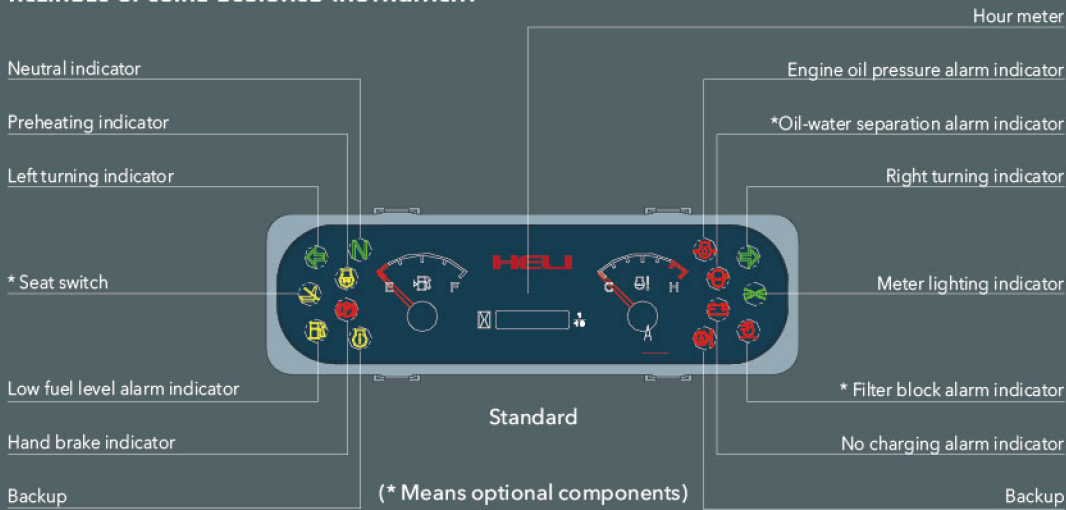 Hour meter
Neutral indicator
Engine oil pressure alarm indicator
Preheating indicator
*Oil-water separation alarm indicator
Left turning indicator
Right turning indicator
* Seat switch
HELI
E
F
C
H
Meter lighting indicator
1
10
A
Low fuel level alarm indicator
* Filter block alarm indicator
Standard
Hand brake indicator
No charging alarm indicator
Backup
(* Means optional components)
Backup